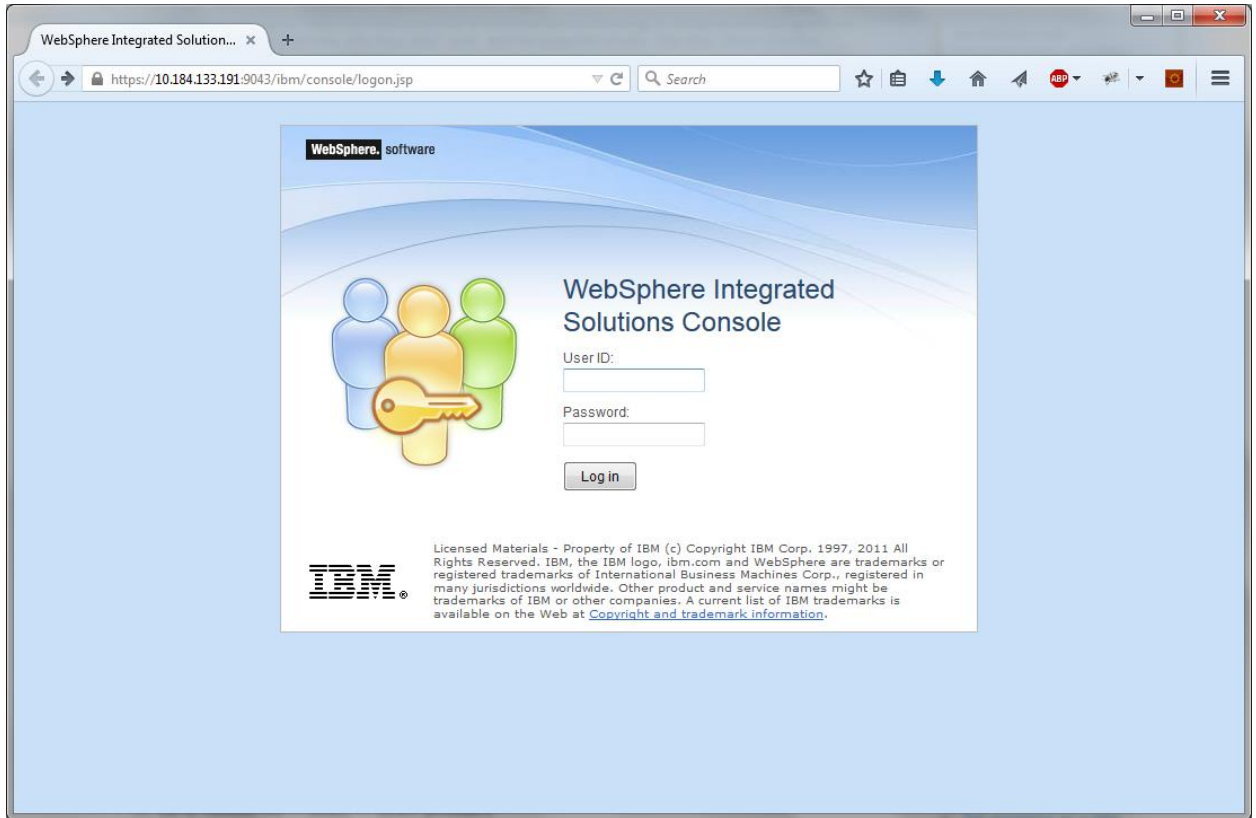 WebSphere Integrated Solution...
https://10.184.133.191:9043/ibm/console/logon.jsp
Search
ABP
WebSphere. software
WebSphere Integrated
Solutions Console
User ID:
Password:
Log in
Licensed Materials - Property of IBM (c) Copyright IBM Corp. 1997, 2011 All
Rights Reserved. IBM, the IBM logo, ibm.com and WebSphere are trademarks or
registered trademarks of International Business Machines Corp., registered in
many jurisdictions worldwide. Other product and service names might be
trademarks of IBM or other companies. A current list of IBM trademarks is
available on the Web at Copyright and trademark information.
IBM®